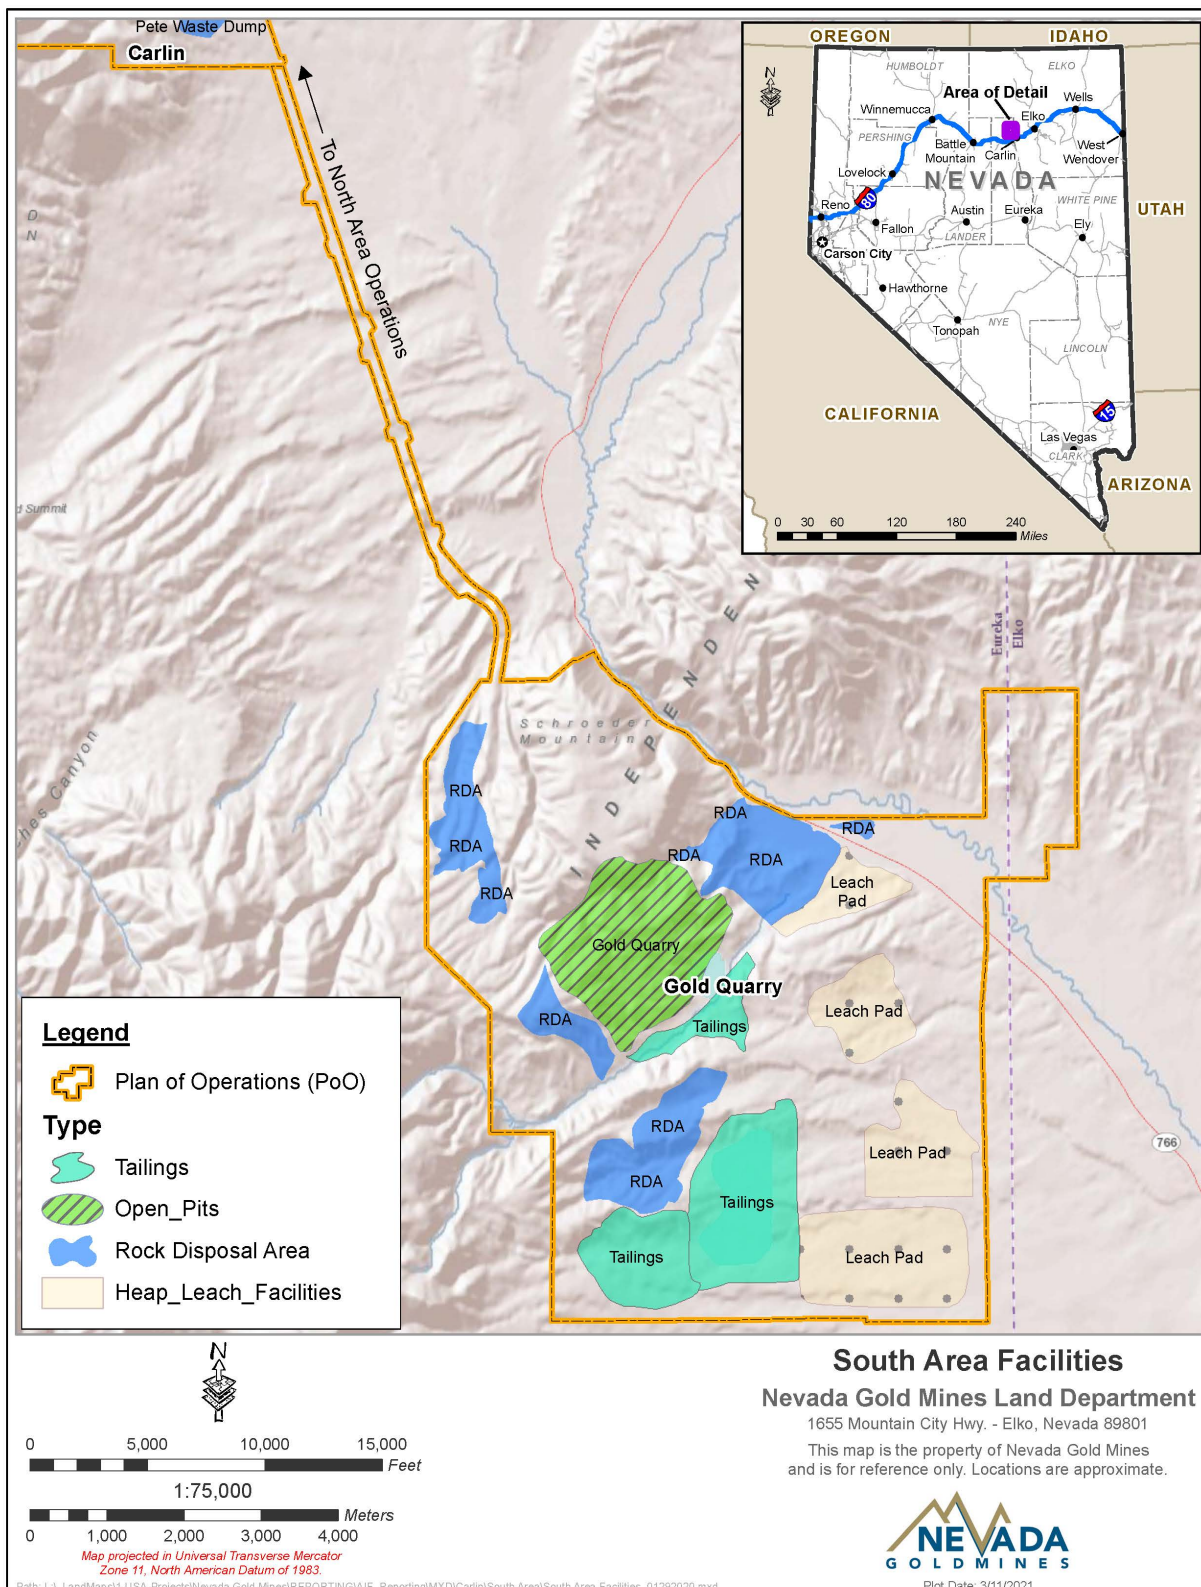 Pete Waste Dump
Carlin
To North Area Operations
D
N
d Summit
ches Canyon
Schroeder
Mountain
INDEPENDEN
Eureka
Elko
766
RDA
RDA
RDA
RDA
RDA
RDA
RDA
Leach
Pad
Gold Quarry
Gold Quarry
RDA
Tailings
Leach Pad
RDA
RDA
Leach Pad
Tailings
Tailings
Leach Pad
OREGON
IDAHO
HUMBOLDT
ELKO
N
Area of Detail
Wells
Winnemucca
Elko
PERSHING
Battle
Mountain
Carlin
West
Wendover
Lovelock
NEVADA
80
WHITE PINE
UTAH
Reno
Austin
Eureka
Fallon
LANDER
Ely
Carson City
Hawthorne
NYE
Tonopah
LINCOLN
CALIFORNIA
15
Las Vegas
CLARK
ARIZONA
0 30 60 120 180 240
Miles
Legend
Plan of Operations (PoO)
Type
Tailings
Open_Pits
Rock Disposal Area
Heap_Leach_Facilities
N
0 5,000 10,000 15,000
Feet
1:75,000
Meters
0 1,000 2,000 3,000 4,000
Map projected in Universal Transverse Mercator
Zone 11, North American Datum of 1983.
South Area Facilities
Nevada Gold Mines Land Department
1655 Mountain City Hwy. - Elko, Nevada 89801
This map is the property of Nevada Gold Mines
and is for reference only. Locations are approximate.
NEVADA
GOLDMINES
Plot Date: 3/11/2021